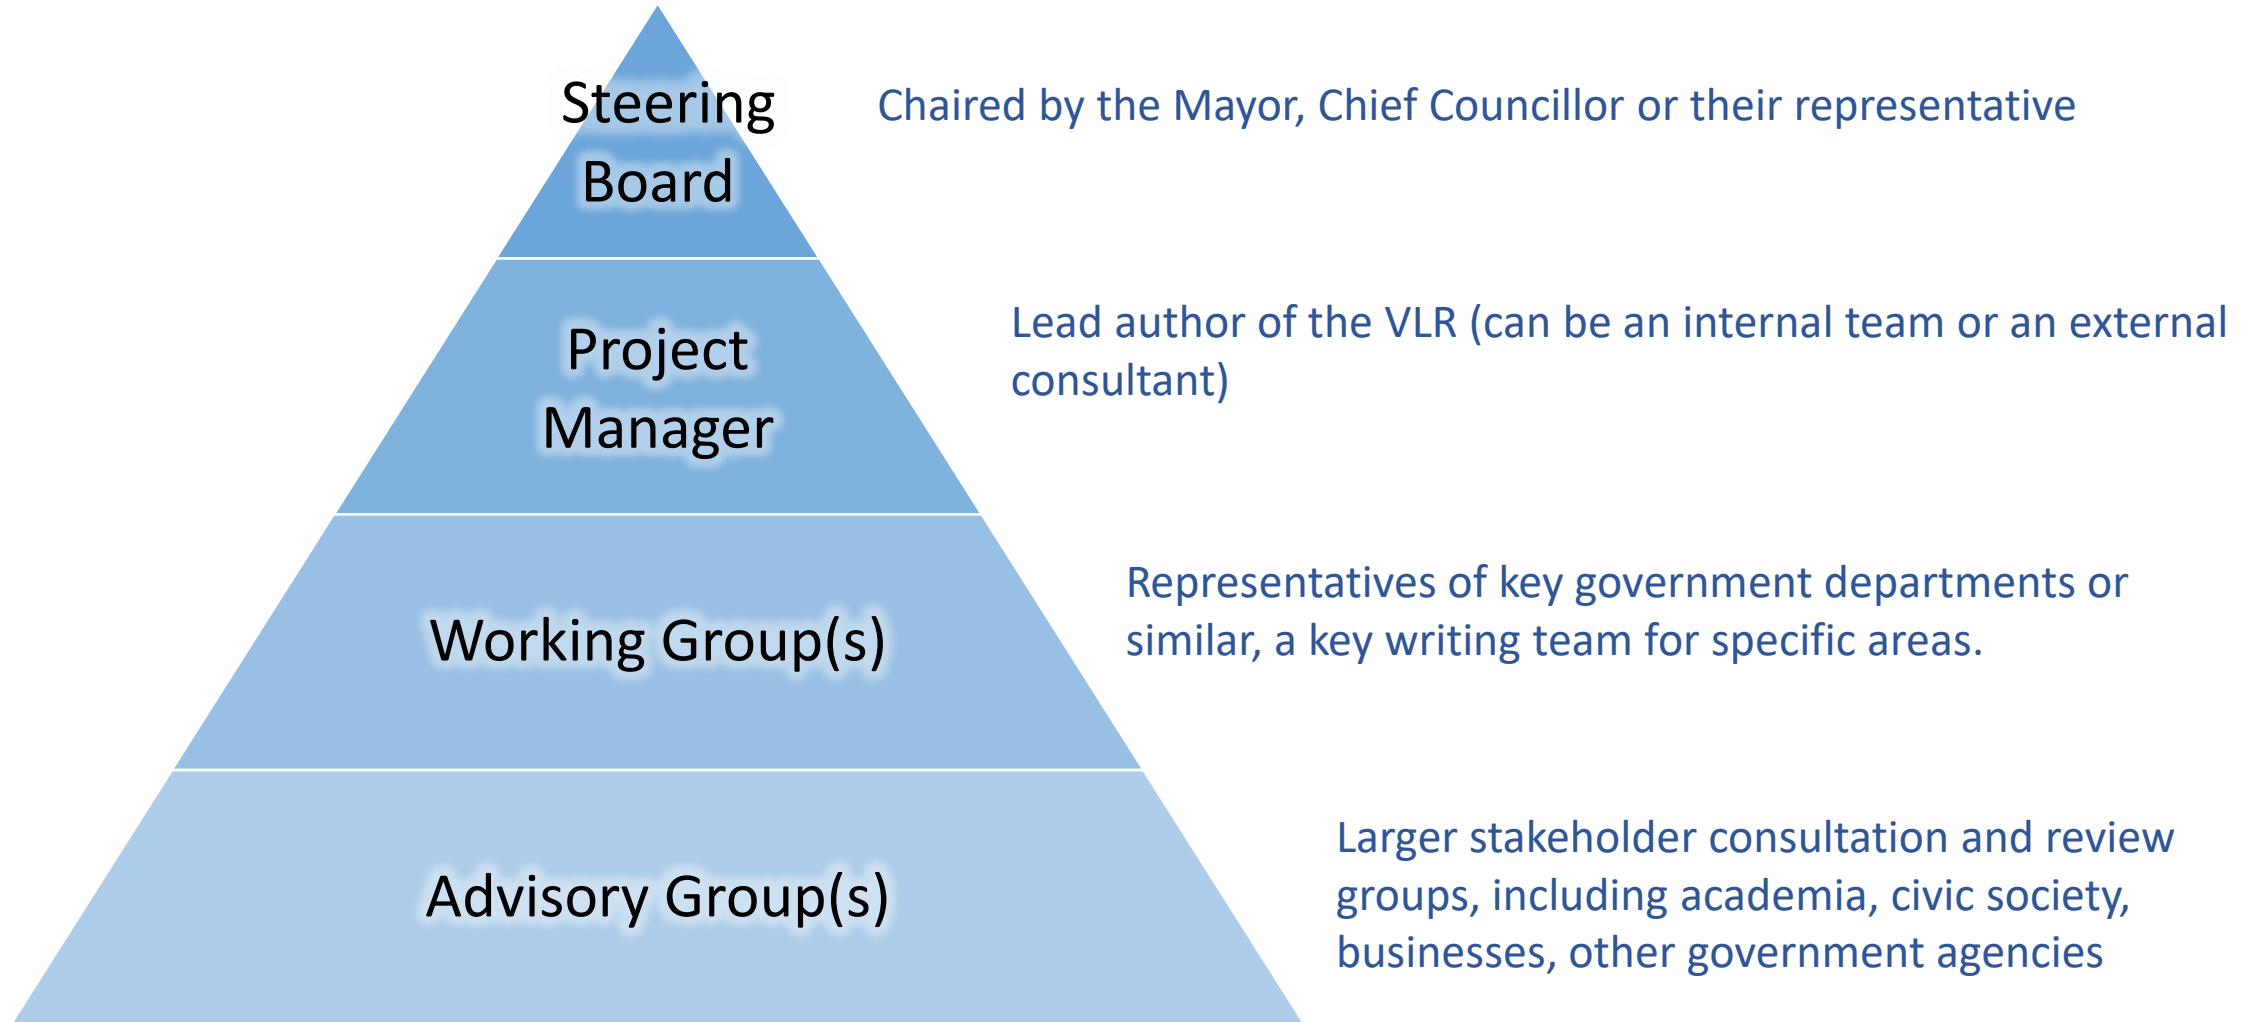 Steering
Board
Chaired by the Mayor, Chief Councillor or their representative
Project
Manager
Lead author of the VLR (can be an internal team or an external
consultant)
Working Group(s)
Representatives of key government departments or
similar, a key writing team for specific areas.
Advisory Group(s)
Larger stakeholder consultation and review
groups, including academia, civic society,
businesses, other government agencies